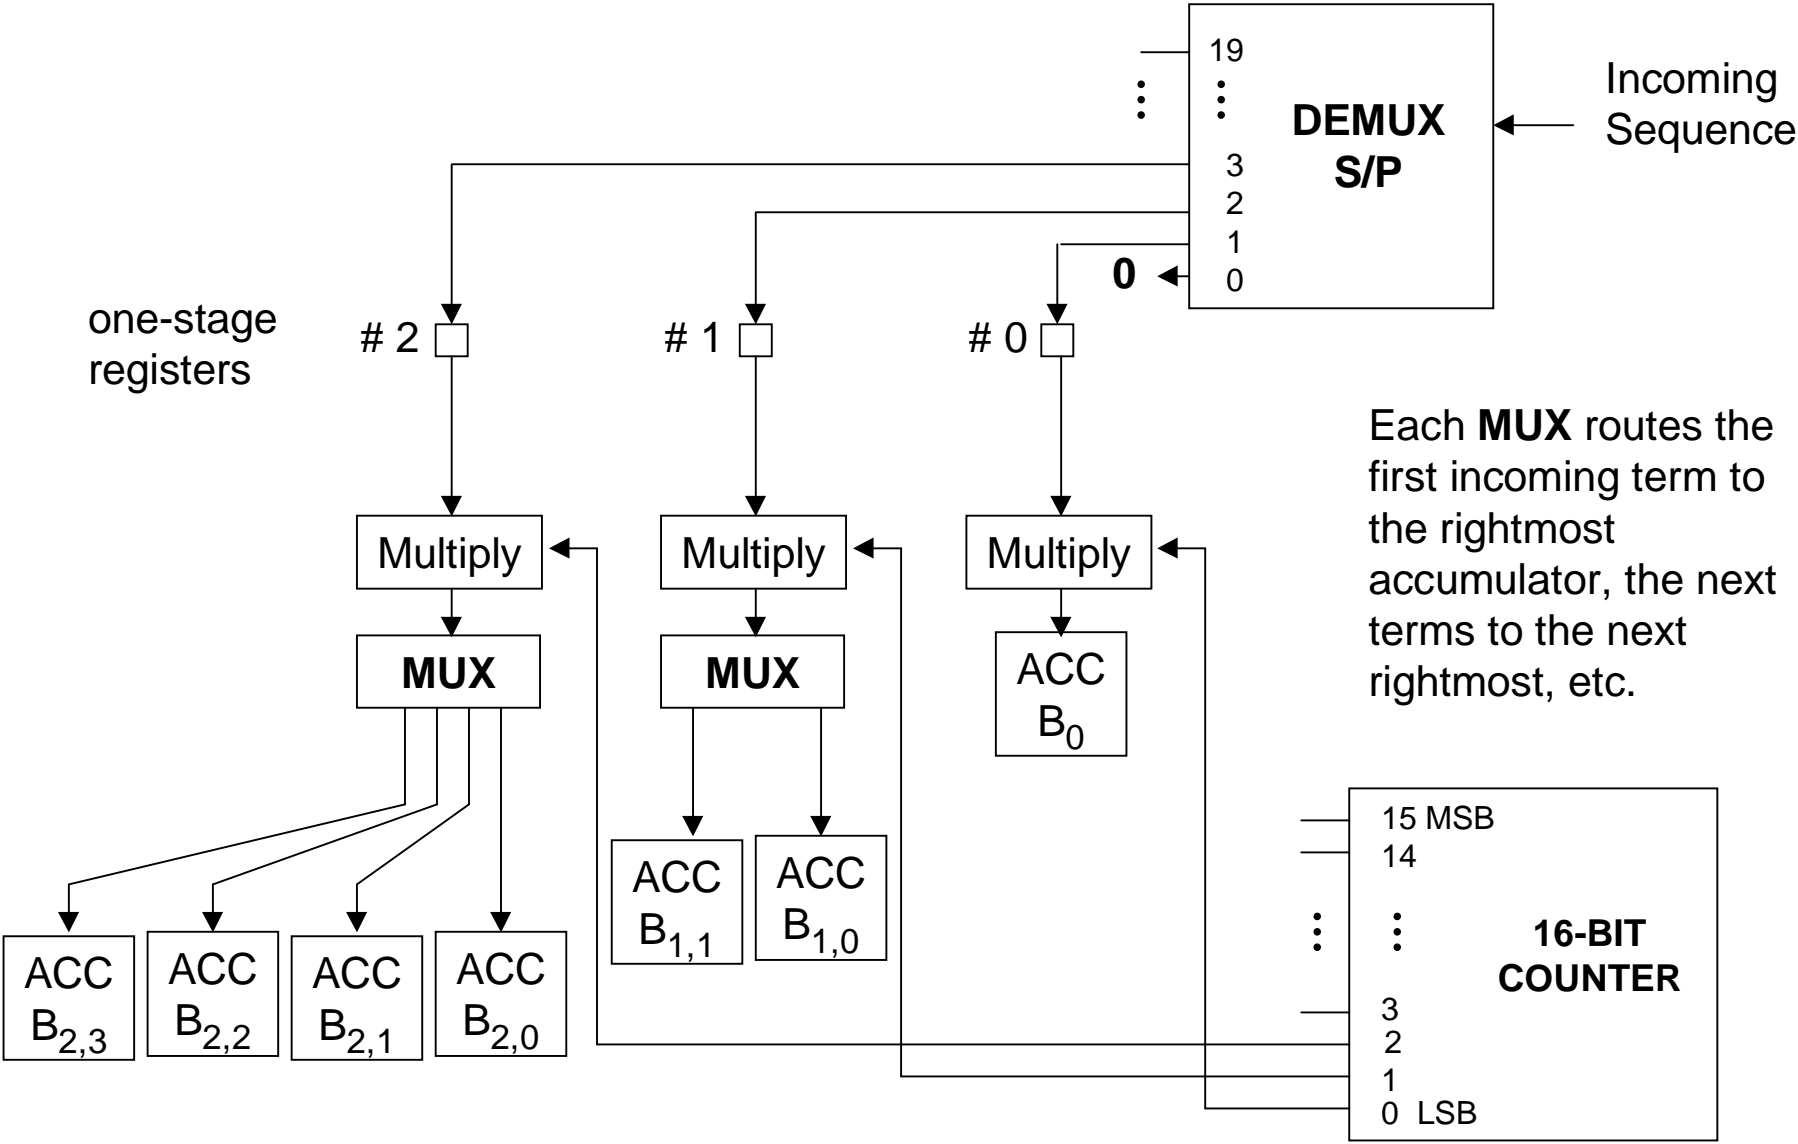 19
⋮ ⋮
DEMUX
S/P
Incoming
Sequence
3
2
1
0
0
one-stage
registers
# 2
# 1
# 0
Each MUX routes the
first incoming term to
the rightmost
accumulator, the next
terms to the next
rightmost, etc.
Multiply
Multiply
Multiply
MUX
MUX
ACC
B0
ACC
B1,1
ACC
B1,0
ACC
B2,3
ACC
B2,2
ACC
B2,1
ACC
B2,0
15 MSB
14
⋮ ⋮
16-BIT
COUNTER
3
2
1
0 LSB